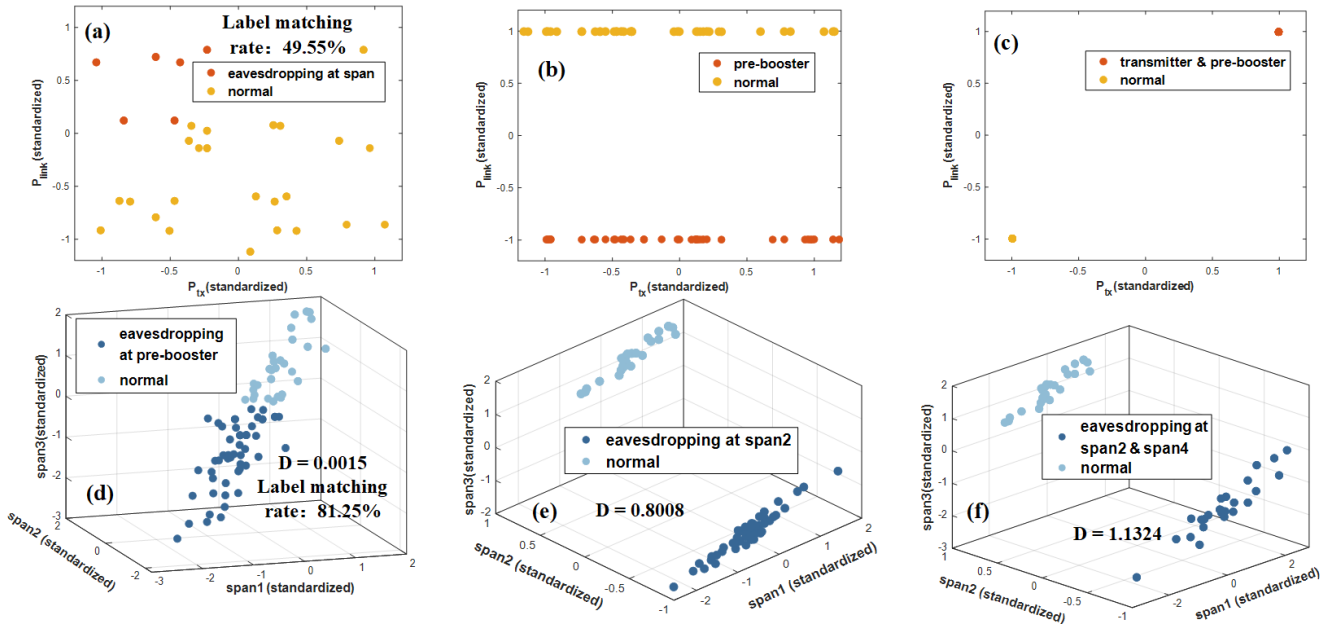 (a)
Label matching
rate: 49.55%
eavesdropping at span
normal
1
0.5
0
-0.5
-1
P_link(standardized)
-1
-0.5
0
0.5
1
P_tx (standardized)
(b)
pre-booster
normal
1
0.5
0
-0.5
-1
P_link(standardized)
-1
-0.5
0
0.5
1
P_tx (standardized)
(c)
transmitter & pre-booster
normal
1
0.5
0
-0.5
-1
P_link(standardized)
-1
-0.5
0
0.5
1
P_tx (standardized)
eavesdropping
at pre-booster
normal
2
1
0
-1
-2
-3
span3(standardized)
D = 0.0015
Label matching
rate: 81.25%
(d)
2
0
-2
span2 (standardized)
-3
-2
-1
0
1
2
span1 (standardized)
2
1
0
-1
-2
span3(standardized)
eavesdropping at span2
normal
D = 0.8008
(e)
1
0.5
0
-0.5
-1
span2 (standardized)
-2
-1
0
1
2
span1 (standardized)
2
1
0
-1
-2
-3
span3(standardized)
eavesdropping at
span2 & span4
normal
D = 1.1324
(f)
0.5
0
-0.5
-1
span2 (standardized)
-2
0
2
span1 (standardized)